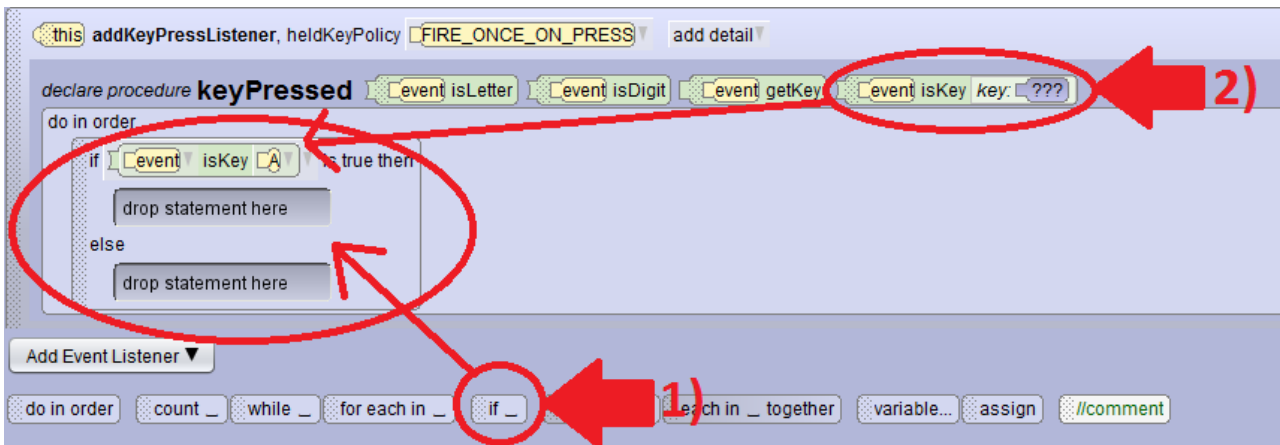 this addKeyPressListener, heldKeyPolicy FIRE_ONCE_ON_PRESS add detail
declare procedure keyPressed event isLetter event isDigit event getKey event isKey key: ??? 2)
do in order
if event isKey A is true then
drop statement here
else
drop statement here
Add Event Listener
do in order count _ while _ for each in _ if _ 1) each in _ together variable... assign //comment